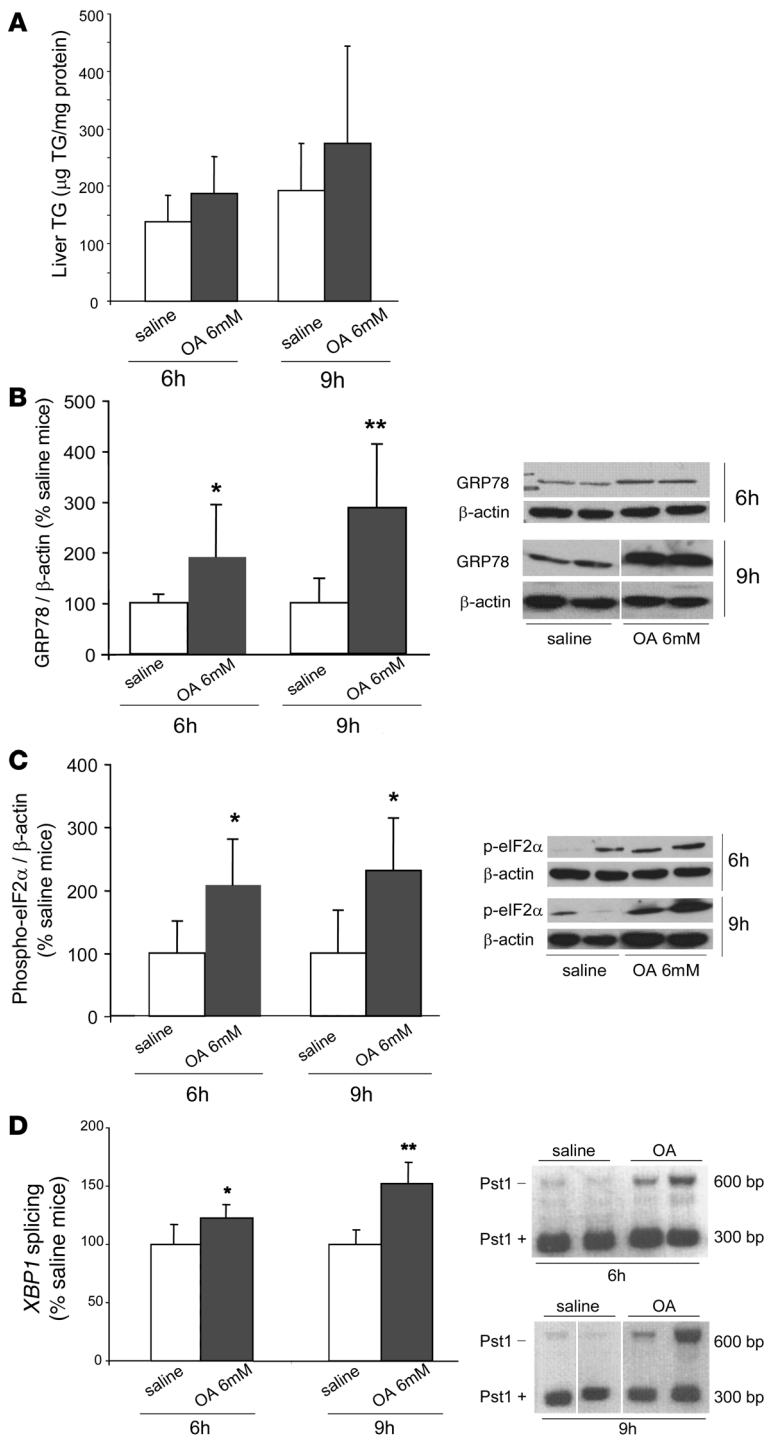 A
Liver TG (μg TG/mg protein)
500
400
300
200
100
0
saline
OA 6mM
saline
OA 6mM
6h
9h
B
GRP78 / β-actin (% saline mice)
500
400
300
200
100
0
*
**
saline
OA 6mM
saline
OA 6mM
6h
9h
GRP78
β-actin
6h
GRP78
β-actin
9h
saline
OA 6mM
C
Phospho-eIF2α / β-actin
(% saline mice)
400
300
200
100
0
*
*
saline
OA 6mM
saline
OA 6mM
6h
9h
p-eIF2α
β-actin
6h
p-eIF2α
β-actin
9h
saline
OA 6mM
D
XBP1 splicing
(% saline mice)
200
150
100
50
0
*
**
saline
OA 6mM
saline
OA 6mM
6h
9h
saline
OA
Pst1 –
600 bp
Pst1 +
300 bp
6h
saline
OA
Pst1 –
600 bp
Pst1 +
300 bp
9h